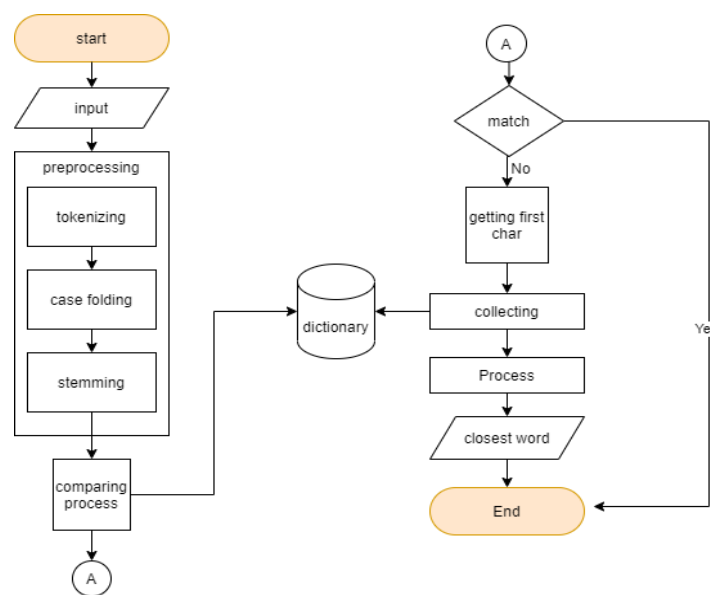 start
input
preprocessing
tokenizing
case folding
stemming
comparing
process
A
dictionary
A
match
No
getting first
char
collecting
Process
closest word
End
Ye